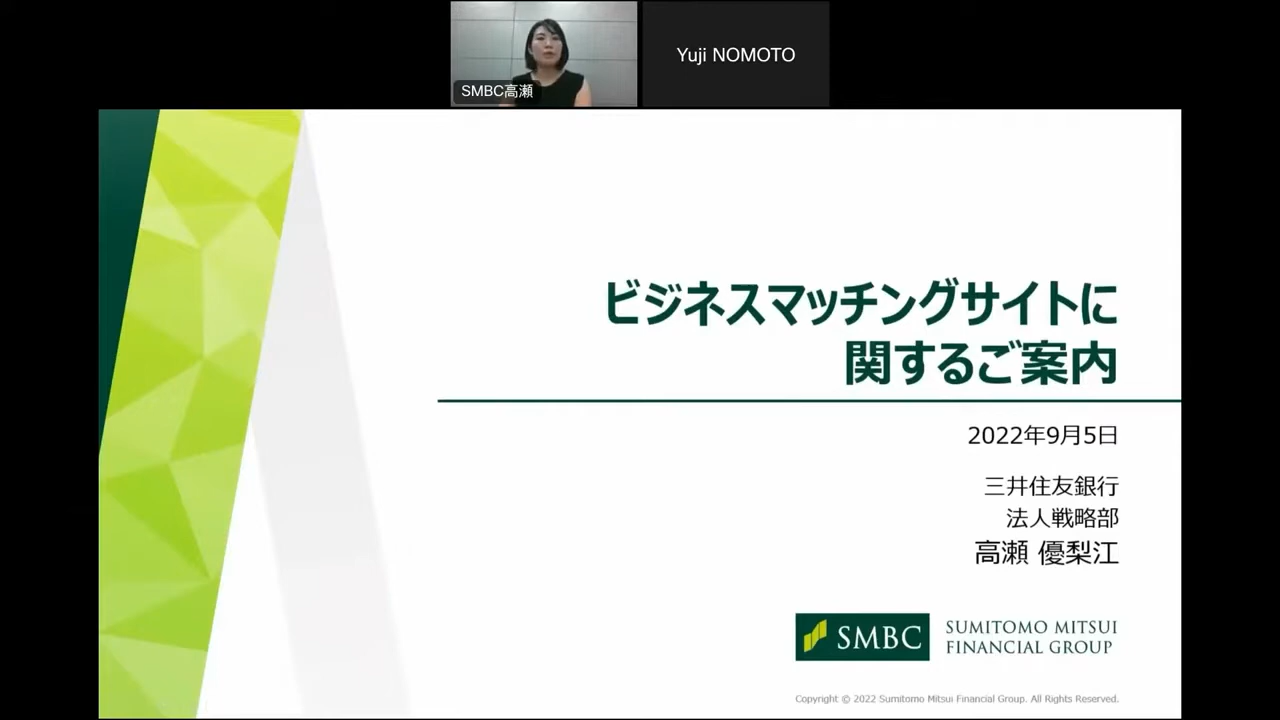 SMBC高瀬
Yuji NOMOTO
ビジネスマッチングサイトに
関するご案内
2022年9月5日
三井住友銀行
法人戦略部
高瀬 優梨江
SMBC
SUMITOMO MITSUI
FINANCIAL GROUP
Copyright © 2022 Sumitomo Mitsui Financial Group. All Rights Reserved.